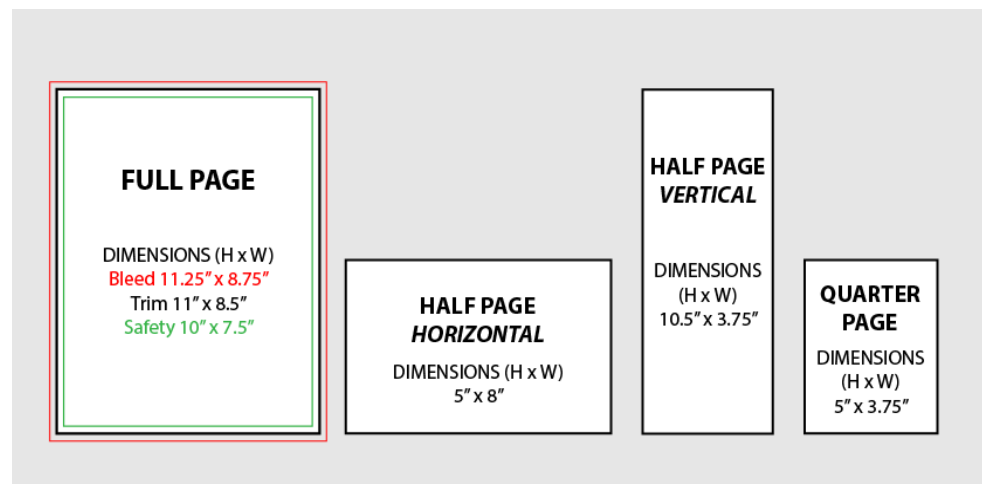 FULL PAGE
DIMENSIONS (H x W)
Bleed 11.25” x 8.75”
Trim 11” x 8.5”
Safety 10” x 7.5”
HALF PAGE
HORIZONTAL
DIMENSIONS (H x W)
5” x 8”
HALF PAGE
VERTICAL
DIMENSIONS
(H x W)
10.5” x 3.75”
QUARTER
PAGE
DIMENSIONS
(H x W)
5” x 3.75”